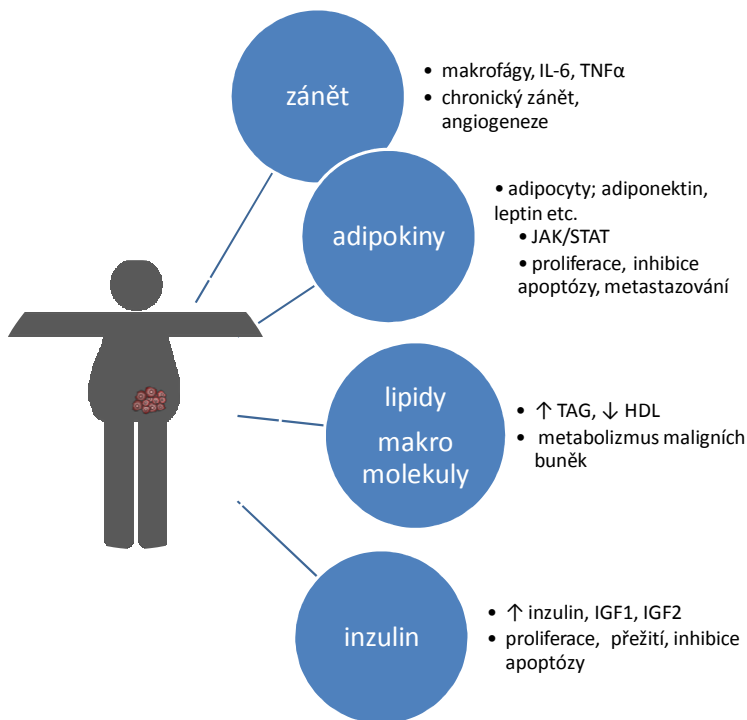 zánět
• makrofágy, IL-6, TNFα
• chronický zánět,
angiogeneze
adipokiny
• adipocyty; adiponektin,
leptin etc.
• JAK/STAT
• proliferace, inhibice
apoptózy, metastazování
lipidy
makro
molekuly
• ↑ TAG, ↓ HDL
• metabolizmus maligních
buněk
inzulin
• ↑ inzulin, IGF1, IGF2
• proliferace, přežití, inhibice
apoptózy